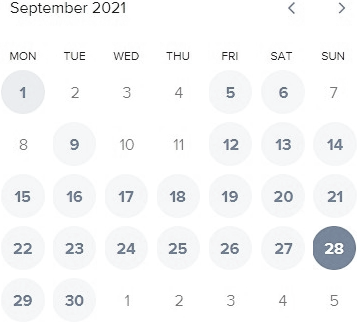 September 2021
MON TUE WED THU FRI SAT SUN
1 2 3 4 5 6 7
8 9 10 11 12 13 14
15 16 17 18 19 20 21
22 23 24 25 26 27 28
29 30 1 2 3 4 5